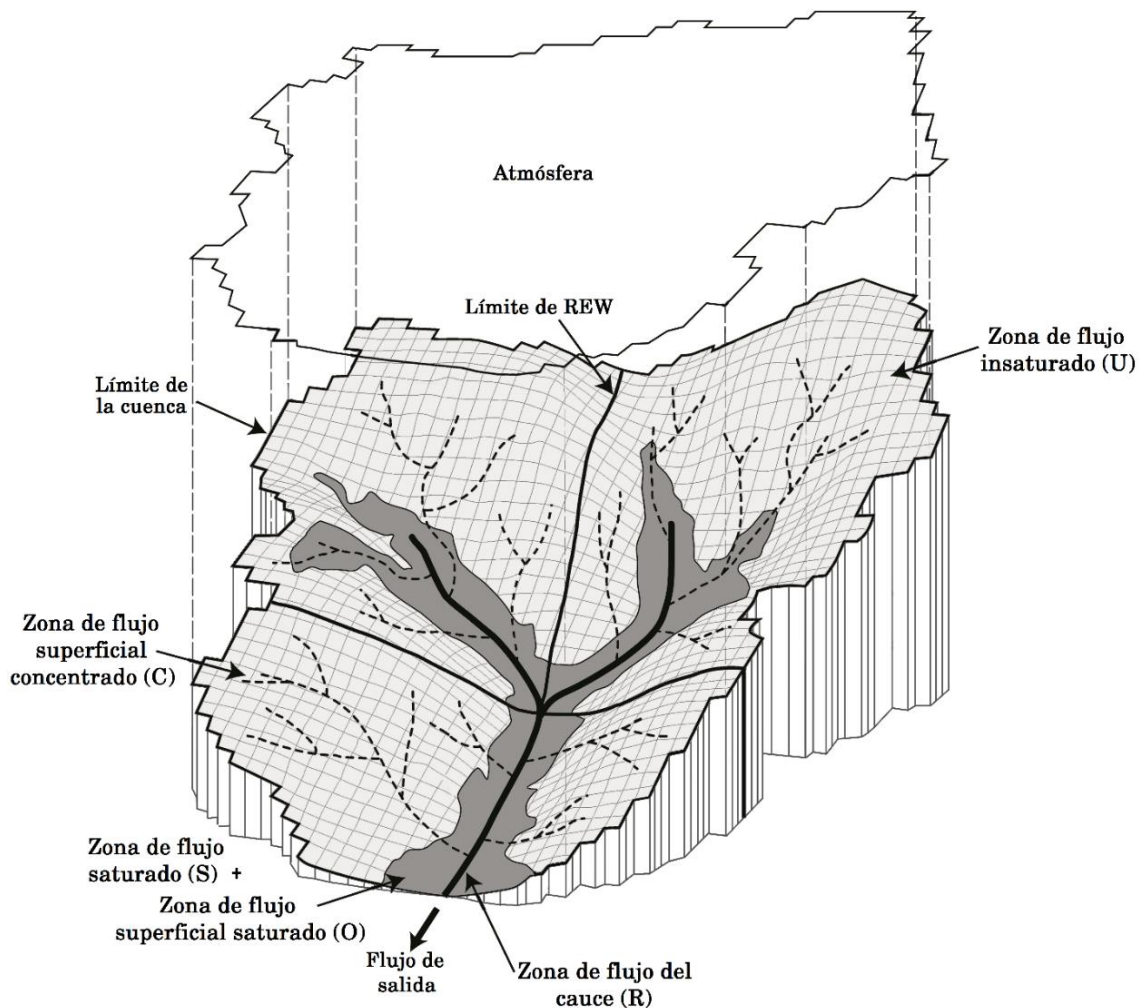 Atmósfera
Límite de REW
Zona de flujo
insaturado (U)
Límite de
la cuenca
Zona de flujo
superficial
concentrado (C)
Zona de flujo
saturado (S) +
Zona de flujo
superficial saturado (O)
Flujo de
salida
Zona de flujo del
cauce (R)